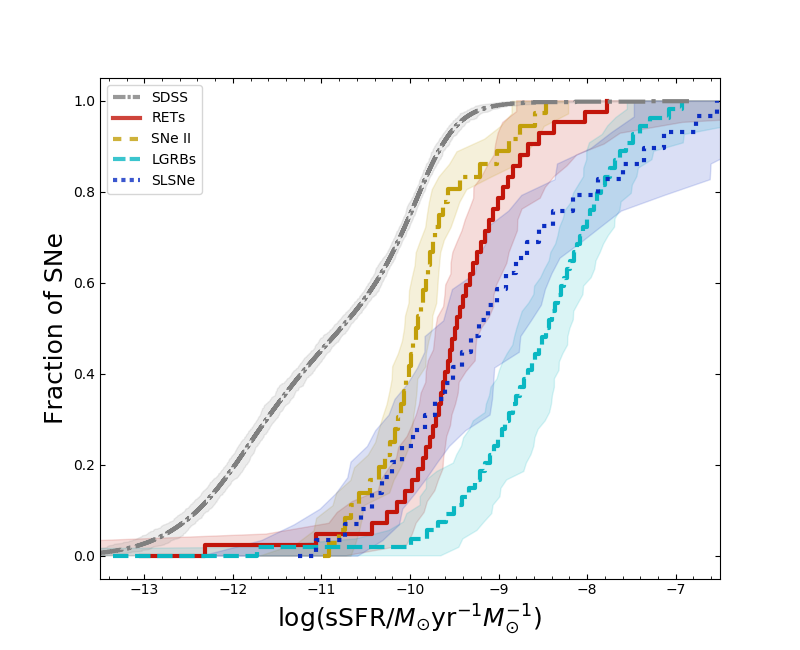 SDSS
RETs
SNe II
LGRBs
SLSNe
Fraction of SNe
1.0
0.8
0.6
0.4
0.2
0.0
−13 −12 −11 −10 −9 −8 −7
log(sSFR/M⊙yr⁻¹M⊙⁻¹)